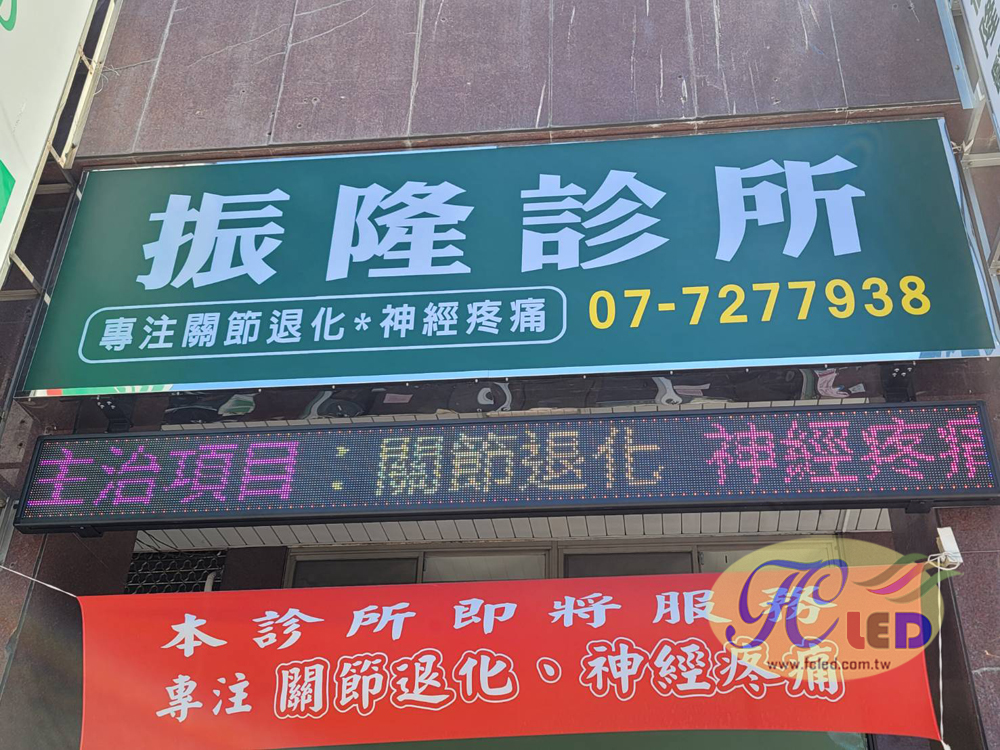 振隆診所
專注關節退化*神經疼痛 07-7277938
主治項目：關節退化 神經疼痛
本診所即將服務
專注關節退化、神經疼痛
FC LED
www.fcled.com.tw